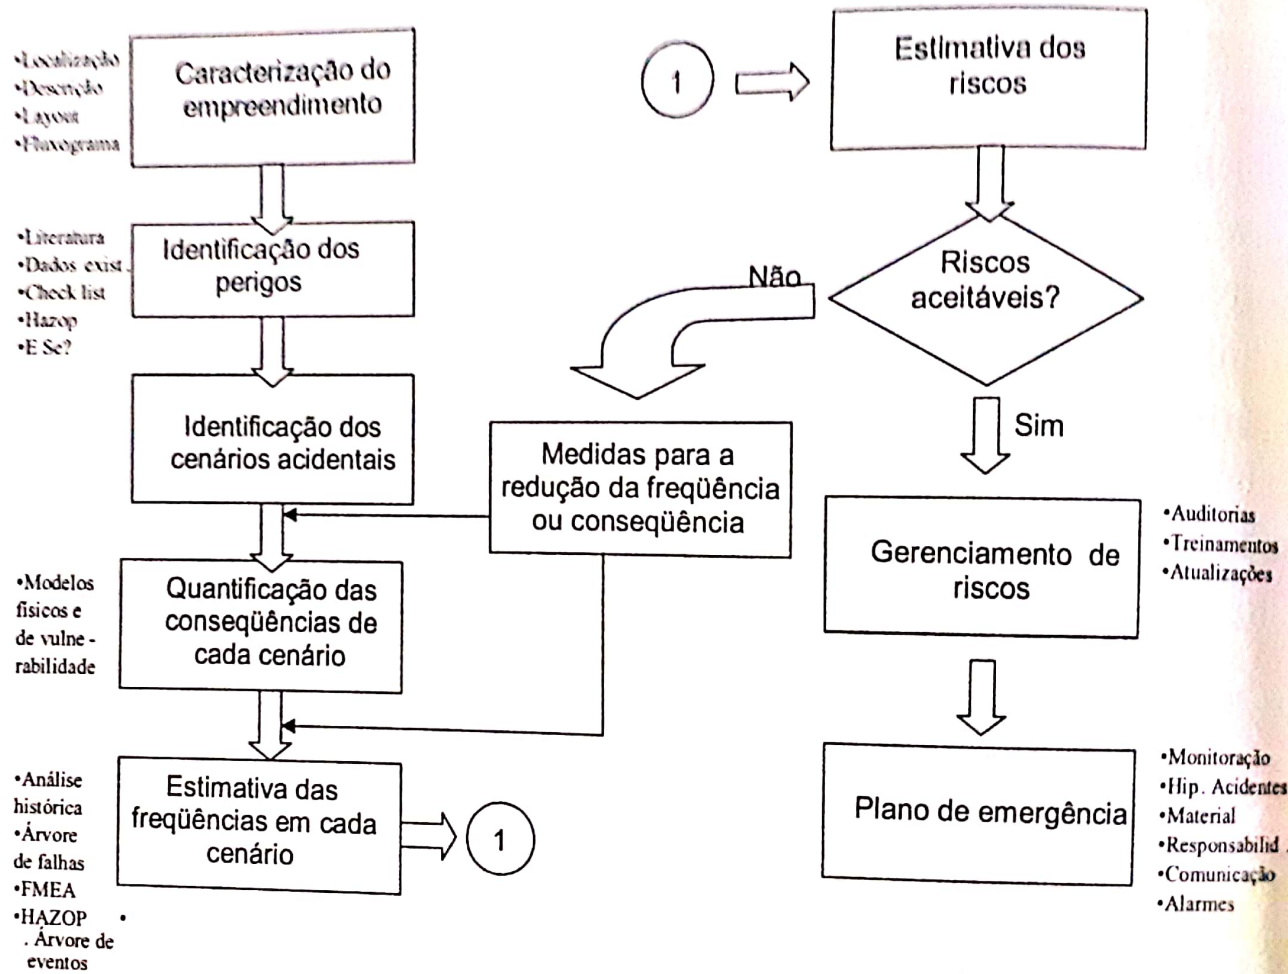 •Localização
•Descrição
•Layout
•Fluxograma
Caracterização do
empreendimento
•Literatura
•Dados exist.
•Check list
•Hazop
•E Se?
Identificação dos
perigos
Identificação dos
cenários acidentais
•Modelos
físicos e
de vulne -
rabilidade
Quantificação das
conseqüências de
cada cenário
•Análise
histórica
•Árvore
de falhas
•FMEA
•HAZOP •
. Árvore de
eventos
Estimativa das
freqüências em cada
cenário
1
Medidas para a
redução da freqüência
ou conseqüência
1
Estimativa dos
riscos
Riscos
aceitáveis?
Não
Sim
Gerenciamento de
riscos
•Auditorias
•Treinamentos
•Atualizações
Plano de emergência
•Monitoração
•Hip. Acidentes
•Material
•Responsabilid .
•Comunicação
•Alarmes